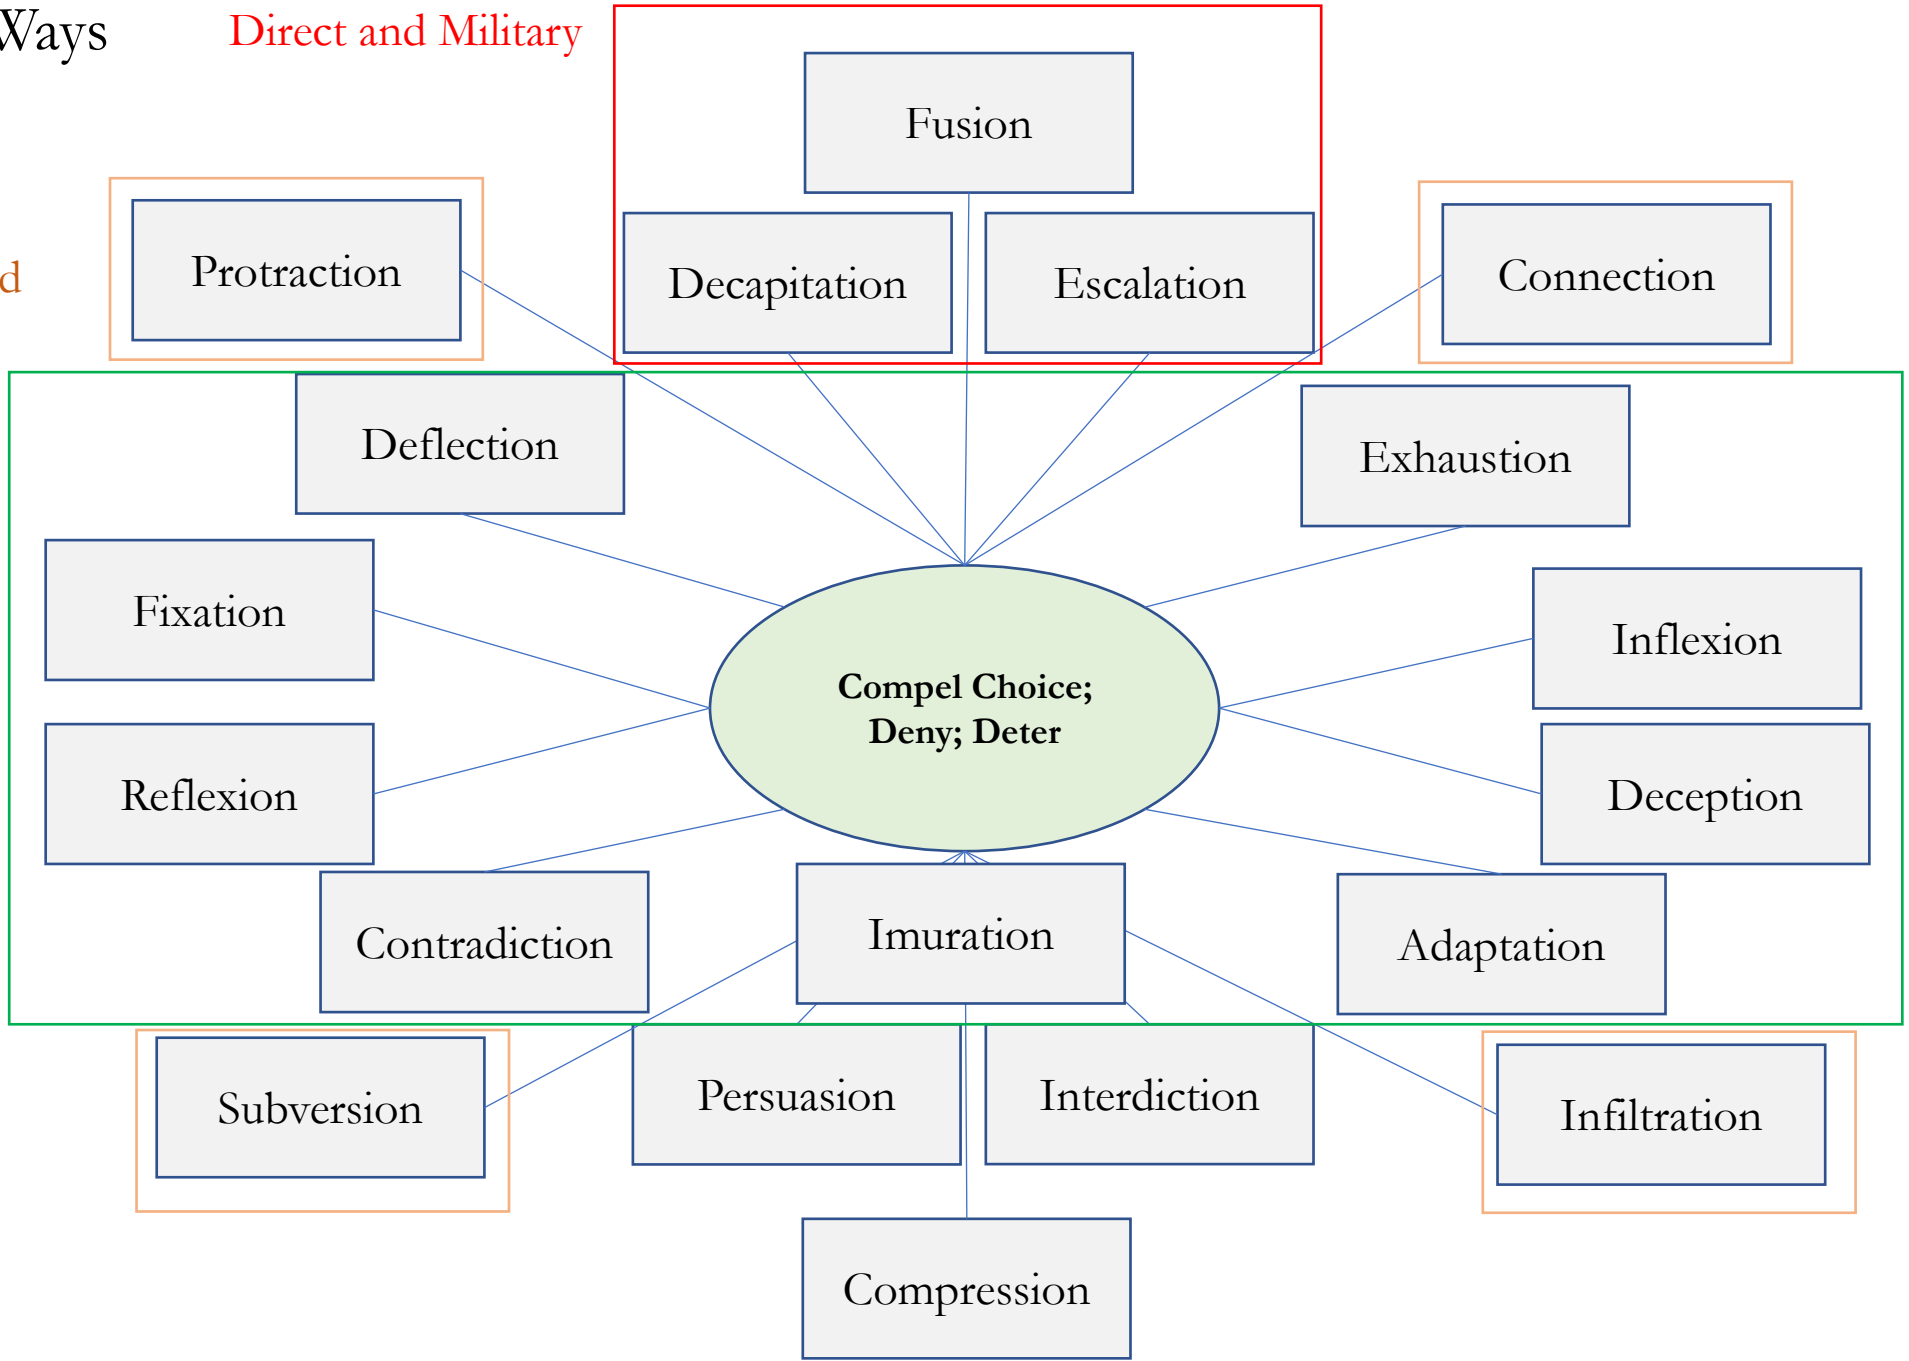 Ways
Direct and Military
Fusion
Protraction
Decapitation
Escalation
Connection
Deflection
Exhaustion
Fixation
Inflexion
Compel Choice;
Deny; Deter
Reflexion
Deception
Contradiction
Imuration
Adaptation
Subversion
Persuasion
Interdiction
Infiltration
Compression